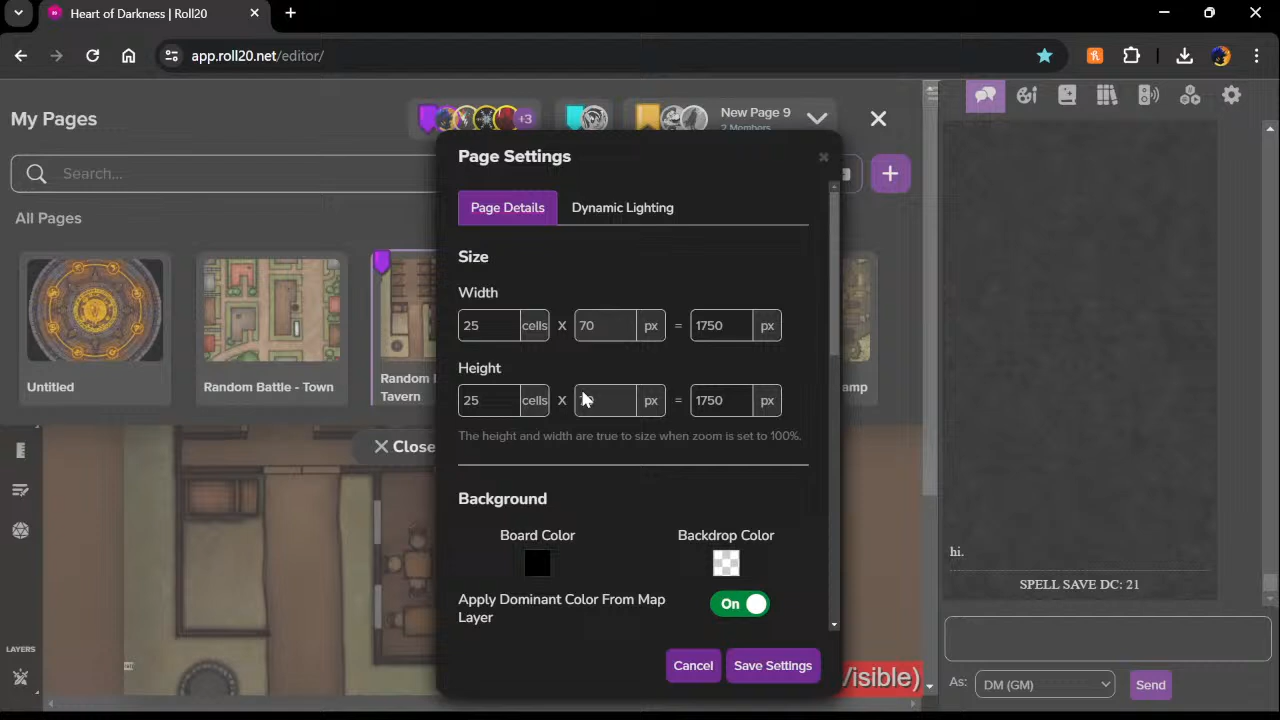 Heart of Darkness | Roll20
app.roll20.net/editor/
My Pages
+3
New Page 9
2 Members
Search...
All Pages
Untitled
Random Battle - Town
Random
Tavern
amp
Close
Page Settings
Page Details
Dynamic Lighting
Size
Width
25 cells X 70 px = 1750 px
Height
25 cells X px = 1750 px
The height and width are true to size when zoom is set to 100%.
Background
Board Color
Backdrop Color
Apply Dominant Color From Map
Layer
On
Cancel
Save Settings
LAYERS
Visible)
hi.
SPELL SAVE DC: 21
As:
DM (GM)
Send